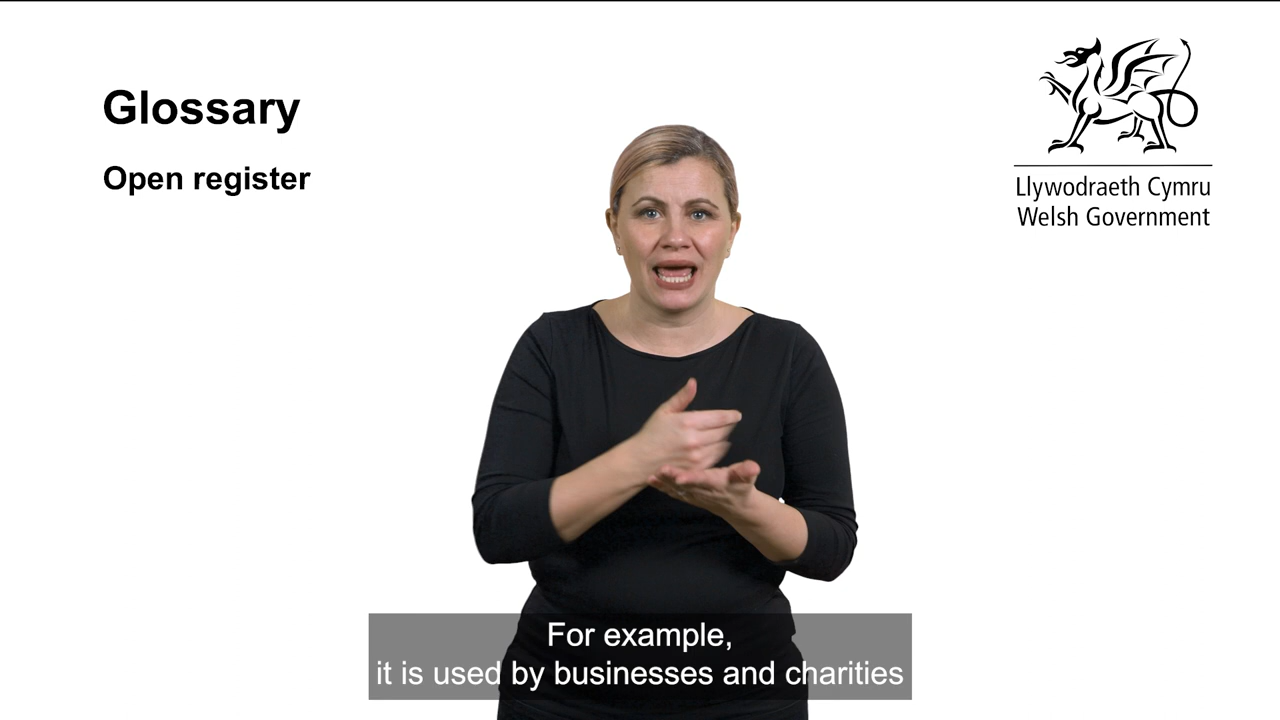 Glossary
Open register
Llywodraeth Cymru
Welsh Government
For example,
it is used by businesses and charities